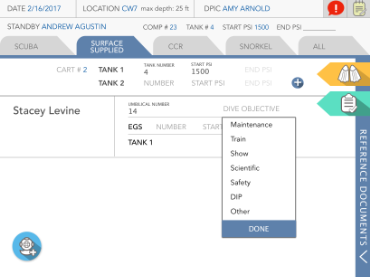 DATE 2/16/2017 LOCATION CW7 max depth: 25 ft DPIC AMY ARNOLD
STANDBY ANDREW AGUSTIN COMP # 23 TANK # 4 START PSI 1500 END PSI
SCUBA SURFACE SUPPLIED CCR SNORKEL ALL
CART # 2 TANK 1 TANK NUMBER 4 START PSI 1500 END PSI
TANK 2 NUMBER START PSI END PSI
Stacey Levine UMBILICAL NUMBER 14 DIVE OBJECTIVE
EGS NUMBER START
TANK 1
Maintenance
Train
Show
Scientific
Safety
DIP
Other
DONE
REFERENCE DOCUMENTS